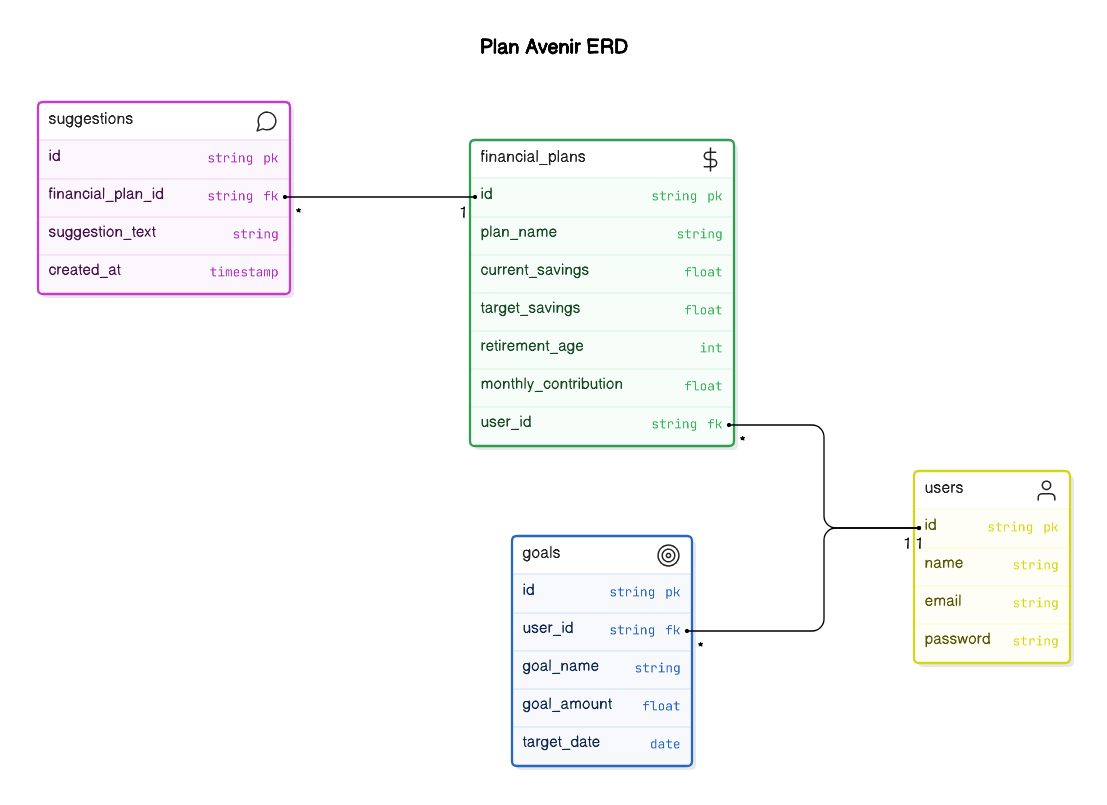 Plan Avenir ERD
suggestions
id string pk
financial_plan_id string fk
suggestion_text string
created_at timestamp
*
1
financial_plans
id string pk
plan_name string
current_savings float
target_savings float
retirement_age int
monthly_contribution float
user_id string fk
*
users
id string pk
1 1
name string
email string
password string
goals
id string pk
user_id string fk
*
goal_name string
goal_amount float
target_date date